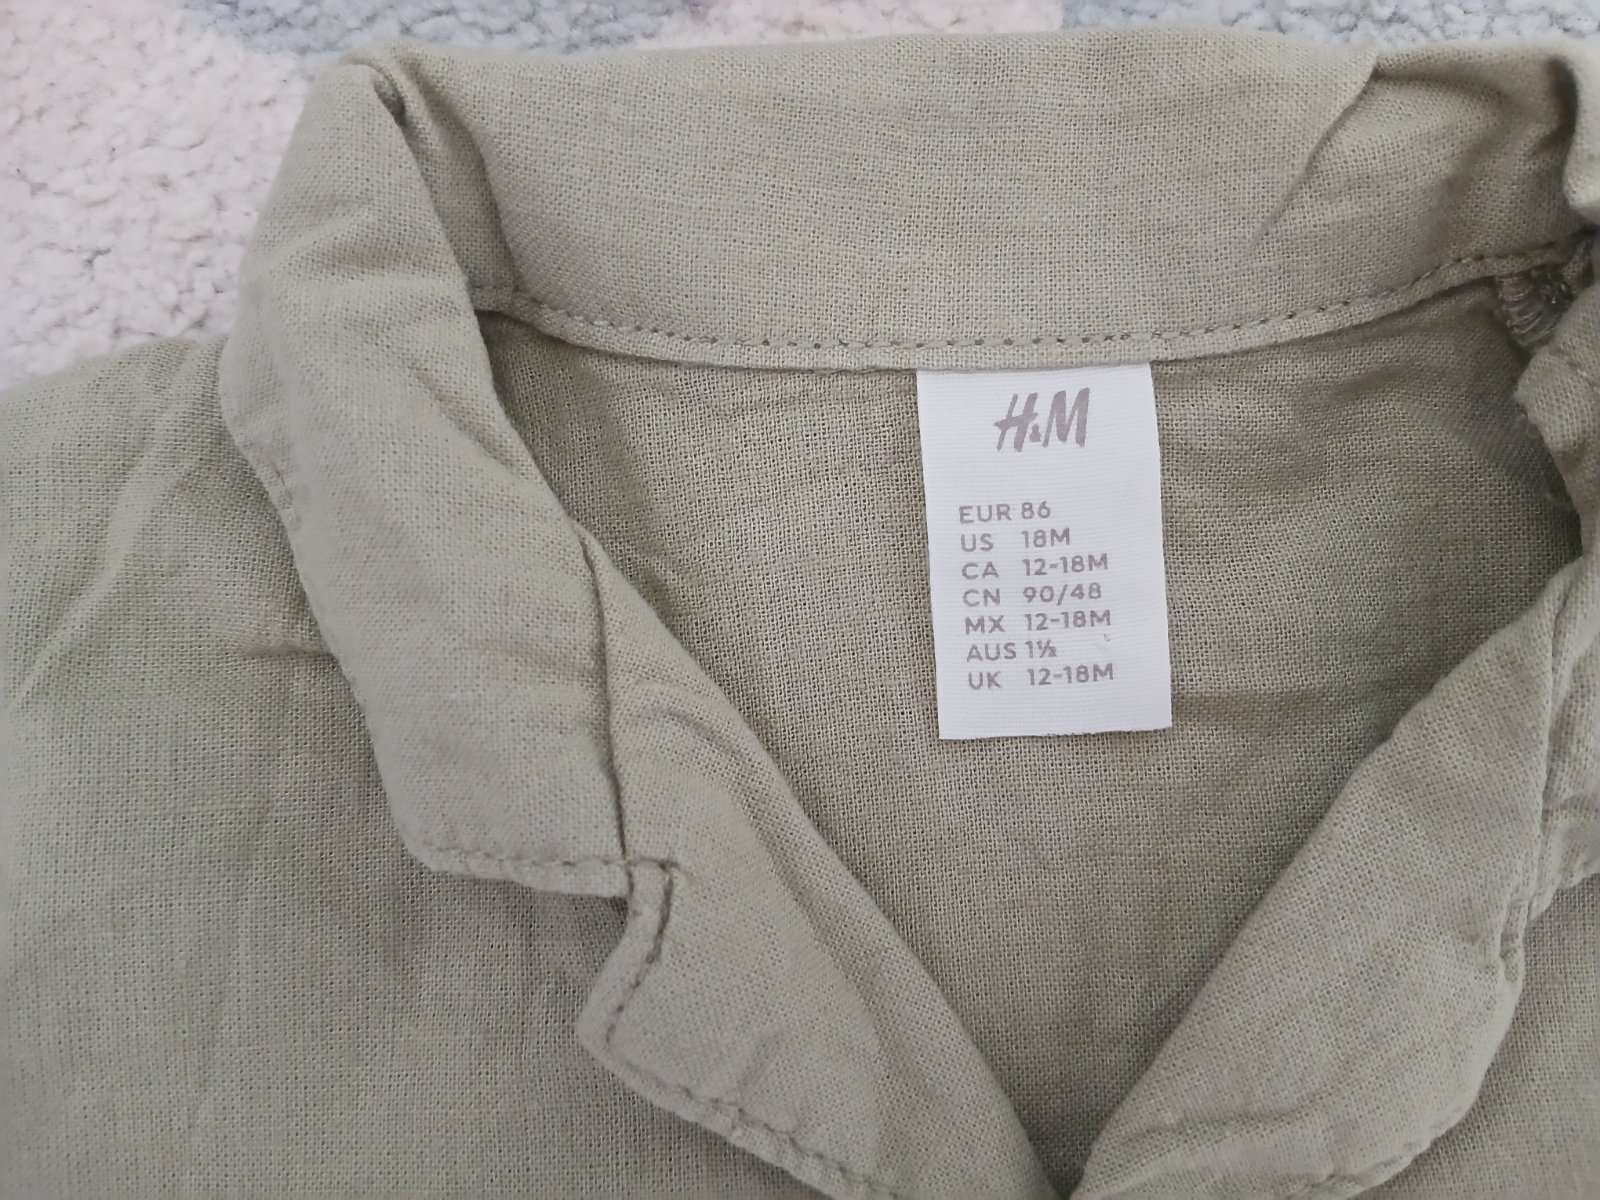 H&M
EUR 86
US 18M
CA 12-18M
CN 90/48
MX 12-18M
AUS 1½
UK 12-18M